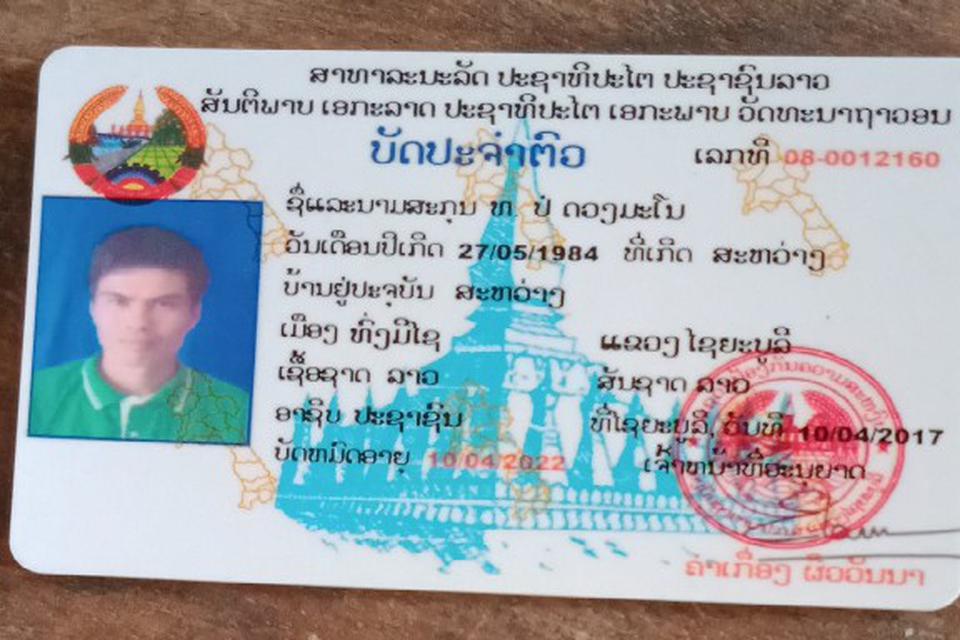 ສາທາລະນະລັດ ປະຊາທິປະໄຕ ປະຊາຊົນລາວ
ສັນຕິພາບ ເອກະລາດ ປະຊາທິປະໄຕ ເອກະພາບ ວັດທະນາຖາວອນ
ບັດປະຈຳຕົວ ເລກທີ 08-0012160
ຊື່ແລະນາມສະກຸນ ທ ປໍ ດວງມະໂນ
ວັນເດືອນປີເກີດ 27/05/1984 ທີ່ເກີດ ສະຫວ່າງ
ບ້ານຢູ່ປະຈຸບັນ ສະຫວ່າງ
ເມືອງ ທົ່ງມີໄຊ ແຂວງ ໄຊຍະບູລີ
ເຊື້ອຊາດ ລາວ ສັນຊາດ ລາວ
ອາຊີບ ປະຊາຊົນ ທີ່ໄຊຍະບູລີ, ວັນທີ 10/04/2017
ບັດຫມົດອາຍຸ 10/04/2022 ເຈົ້າຫນ້າທີ່ອະນຸຍາດ
ຄຳເກື່ອງ ຜິວວັນນາ